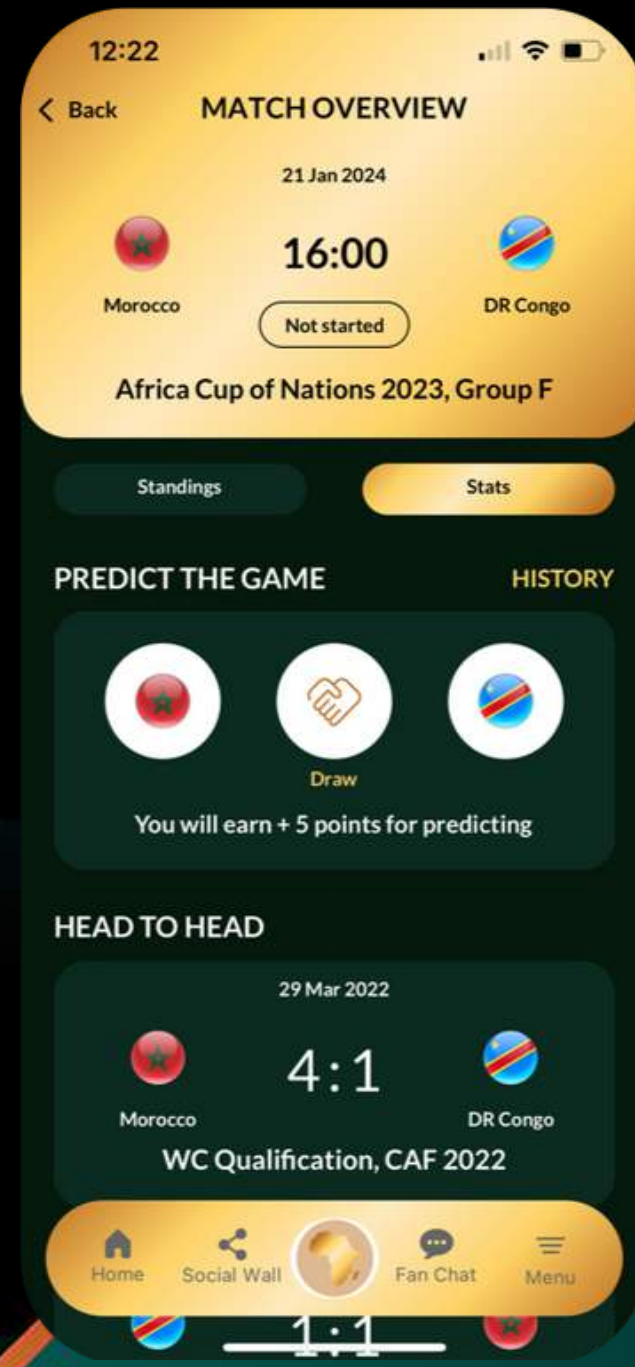 12:22
Back
MATCH OVERVIEW
21 Jan 2024
16:00
Morocco
DR Congo
Not started
Africa Cup of Nations 2023, Group F
Standings
Stats
PREDICT THE GAME
HISTORY
Draw
You will earn + 5 points for predicting
HEAD TO HEAD
29 Mar 2022
4:1
Morocco
DR Congo
WC Qualification, CAF 2022
Home
Social Wall
Fan Chat
Menu
1:1